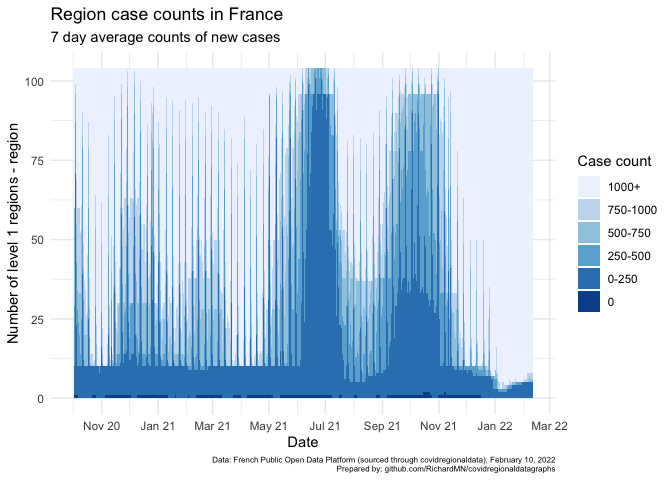 Region case counts in France
7 day average counts of new cases
Number of level 1 regions - region
100
75
50
25
0
Nov 20 Jan 21 Mar 21 May 21 Jul 21 Sep 21 Nov 21 Jan 22 Mar 22
Date
Case count
1000+
750-1000
500-750
250-500
0-250
0
Data: French Public Open Data Platform (sourced through covidregionaldata), February 10, 2022
Prepared by: github.com/RichardMN/covidregionaldatagraphs